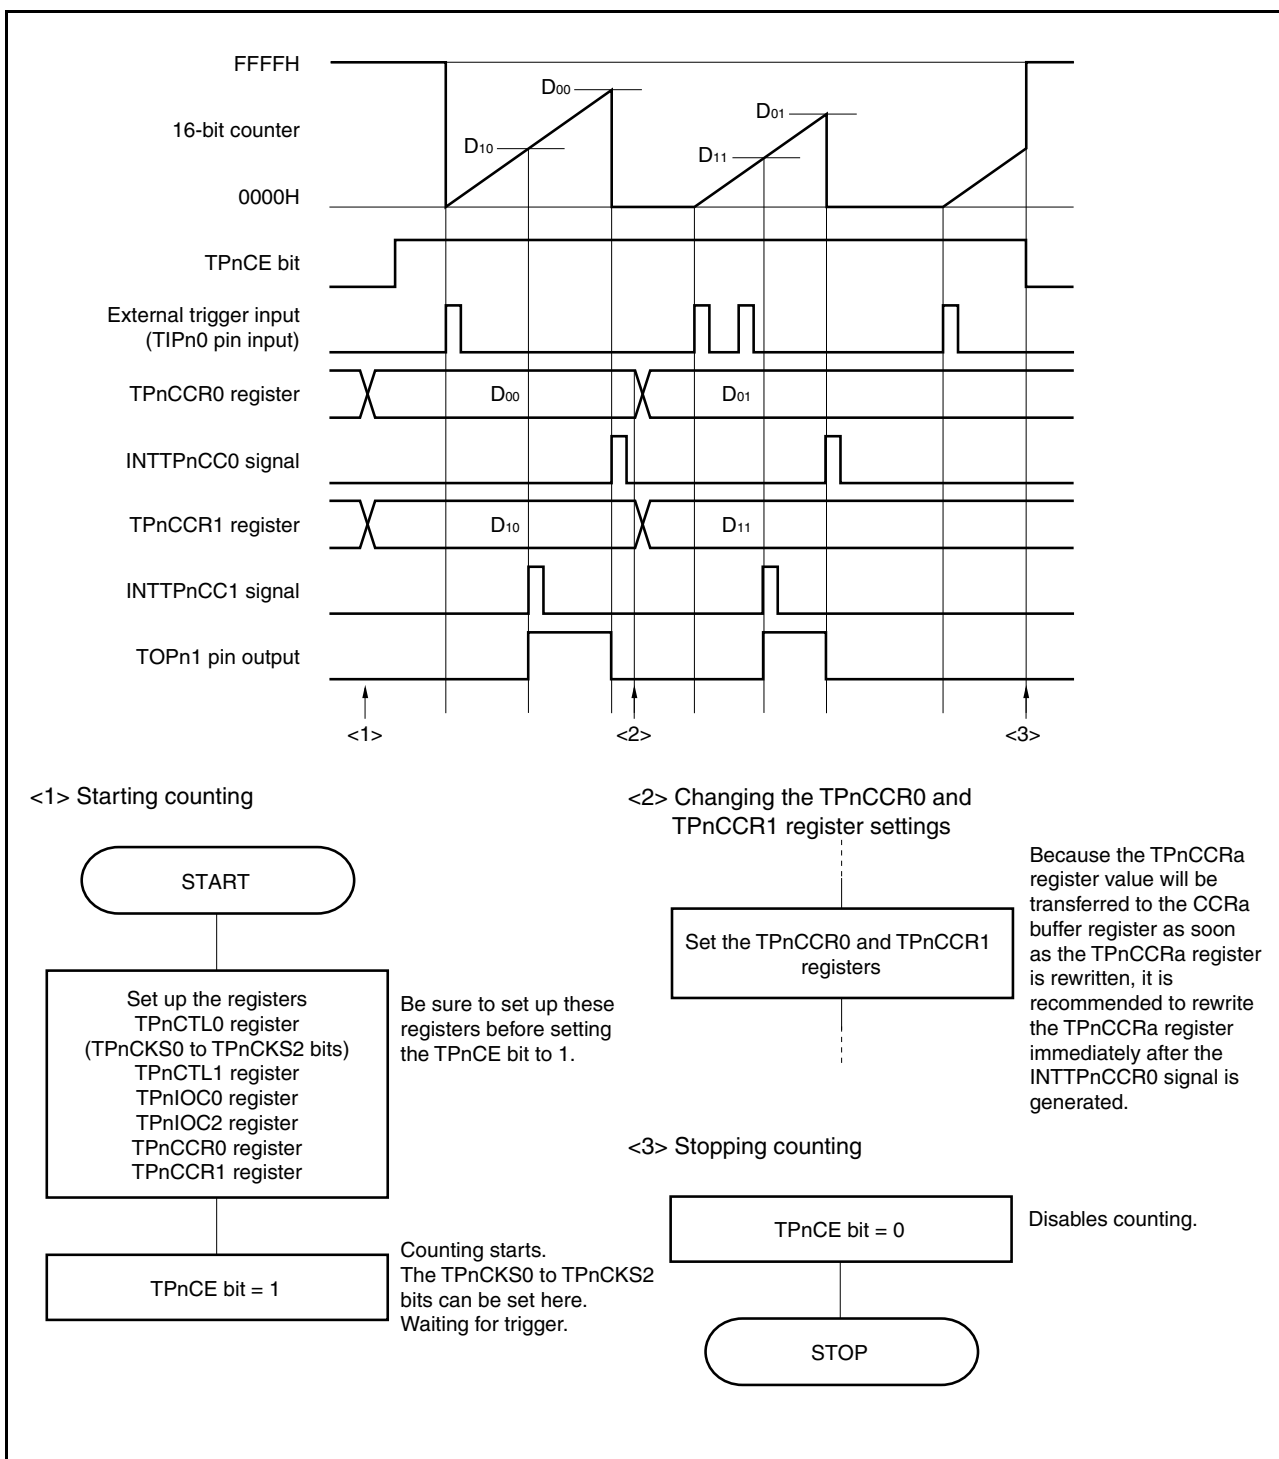 FFFFH
D00
D01
16-bit counter
D10
D11
0000H
TPnCE bit
External trigger input
(TIPn0 pin input)
TPnCCR0 register
D00
D01
INTTPnCC0 signal
TPnCCR1 register
D10
D11
INTTPnCC1 signal
TOPn1 pin output
<1>
<2>
<3>
<1> Starting counting
START
Set up the registers
TPnCTL0 register
(TPnCKS0 to TPnCKS2 bits)
TPnCTL1 register
TPnIOC0 register
TPnIOC2 register
TPnCCR0 register
TPnCCR1 register
Be sure to set up these
registers before setting
the TPnCE bit to 1.
TPnCE bit = 1
Counting starts.
The TPnCKS0 to TPnCKS2
bits can be set here.
Waiting for trigger.
<2> Changing the TPnCCR0 and
TPnCCR1 register settings
Set the TPnCCR0 and TPnCCR1
registers
Because the TPnCCRa
register value will be
transferred to the CCRa
buffer register as soon
as the TPnCCRa register
is rewritten, it is
recommended to rewrite
the TPnCCRa register
immediately after the
INTTPnCCR0 signal is
generated.
<3> Stopping counting
TPnCE bit = 0
Disables counting.
STOP